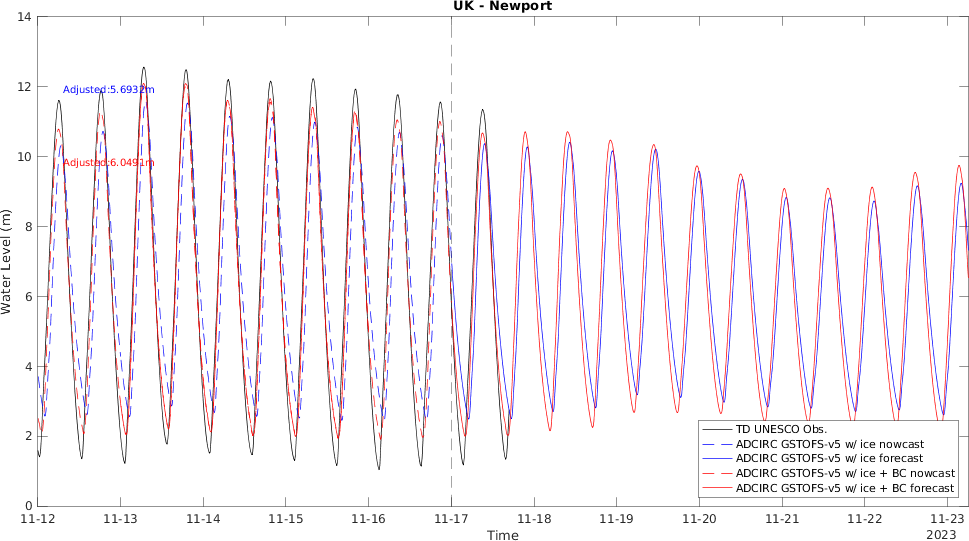 UK - Newport
14
12
10
8
6
4
2
0
Water Level (m)
Adjusted:5.6932m
Adjusted:6.0491m
TD UNESCO Obs.
ADCIRC GSTOFS-v5 w/ ice nowcast
ADCIRC GSTOFS-v5 w/ ice forecast
ADCIRC GSTOFS-v5 w/ ice + BC nowcast
ADCIRC GSTOFS-v5 w/ ice + BC forecast
11-12 11-13 11-14 11-15 11-16 11-17 11-18 11-19 11-20 11-21 11-22 11-23
Time
2023